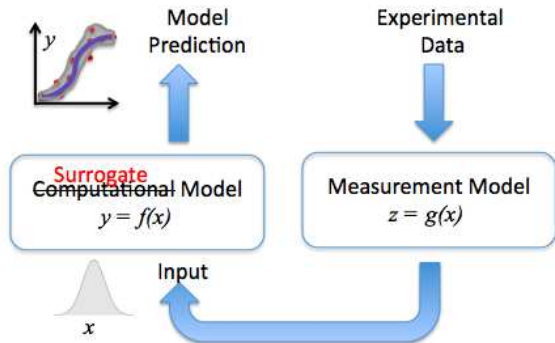 y
Model
Prediction
Experimental
Data
Surrogate
Computational Model
y = f(x)
Measurement Model
z = g(x)
Input
x